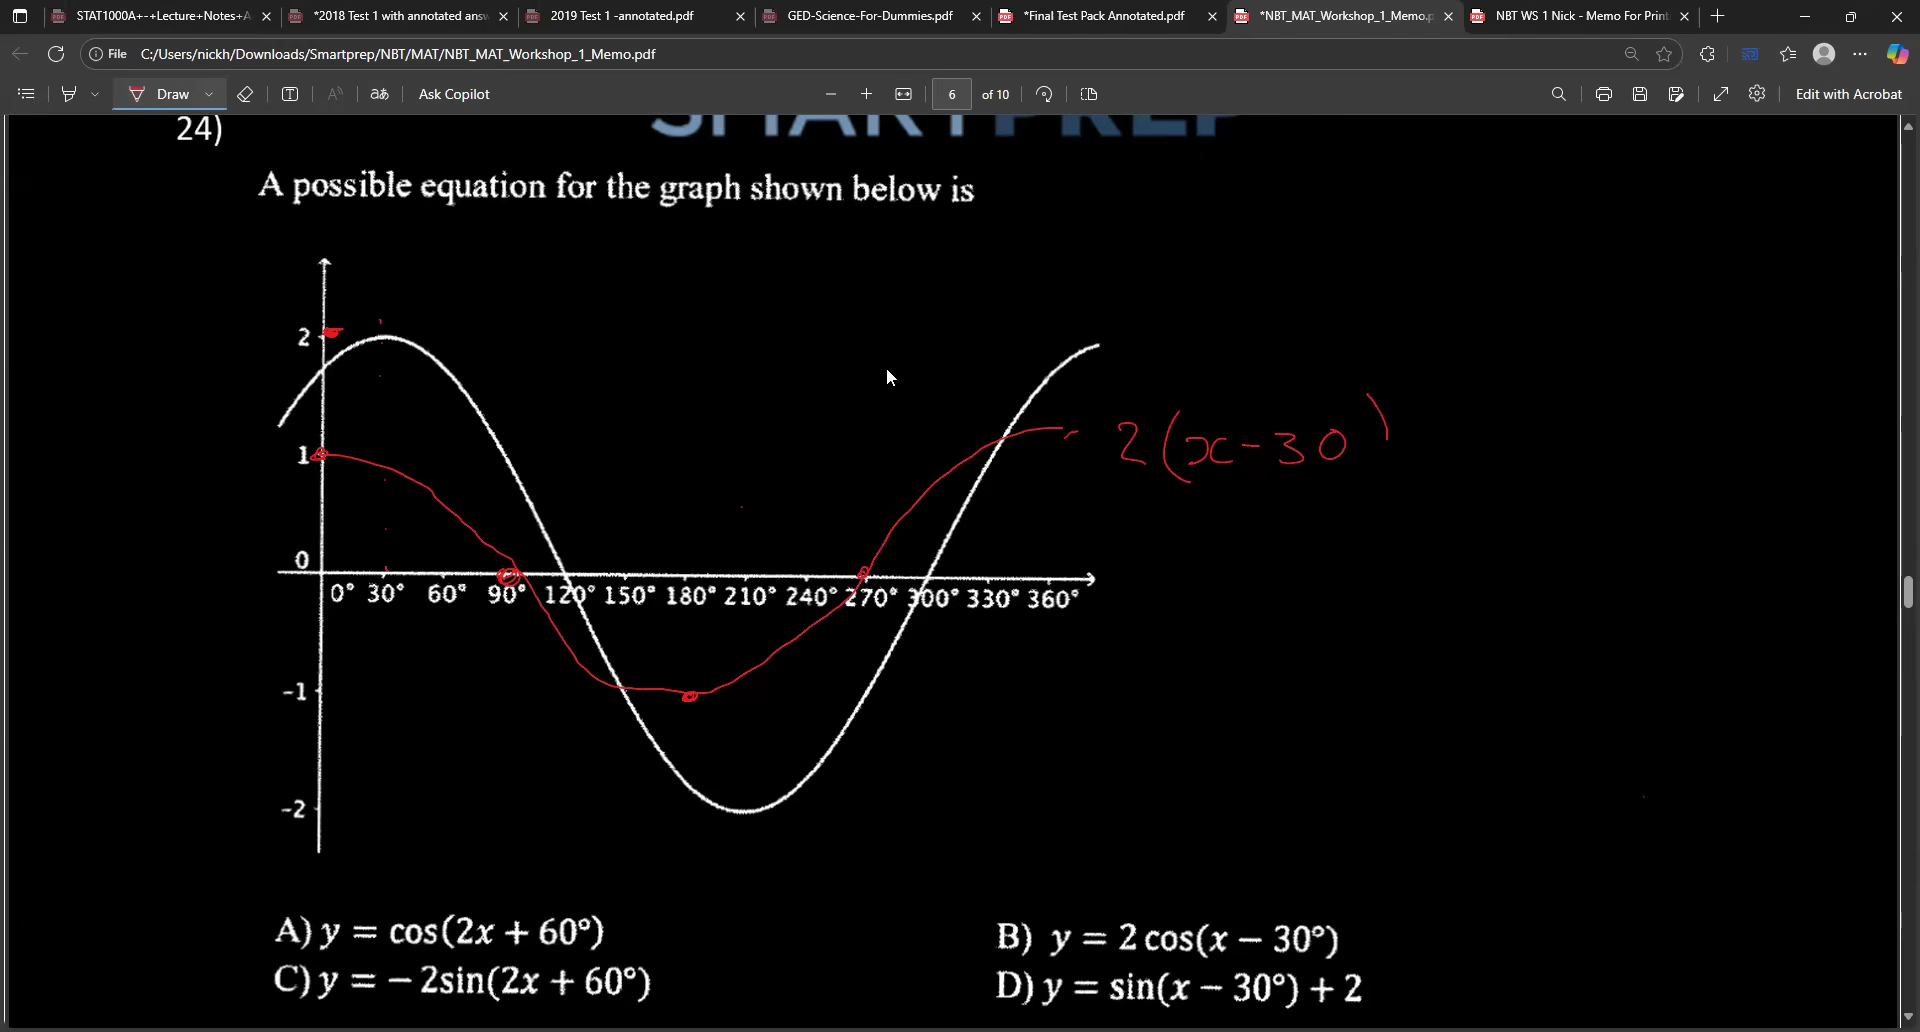 STAT1000A+-+Lecture+Notes+A
*2018 Test 1 with annotated answ
2019 Test 1 -annotated.pdf
GED-Science-For-Dummies.pdf
*Final Test Pack Annotated.pdf
*NBT_MAT_Workshop_1_Memo.p
NBT WS 1 Nick - Memo For Print
File C:/Users/nickh/Downloads/Smartprep/NBT/MAT/NBT_MAT_Workshop_1_Memo.pdf
Draw aあ Ask Copilot 6 of 10 Edit with Acrobat
SMARTPREP
24)
A possible equation for the graph shown below is
2
1
2(x-30)
0
0° 30° 60° 90° 120° 150° 180° 210° 240° 270° 300° 330° 360°
-1
-2
A) y = cos(2x + 60°)
B) y = 2 cos(x − 30°)
C) y = − 2sin(2x + 60°)
D) y = sin(x − 30°) + 2